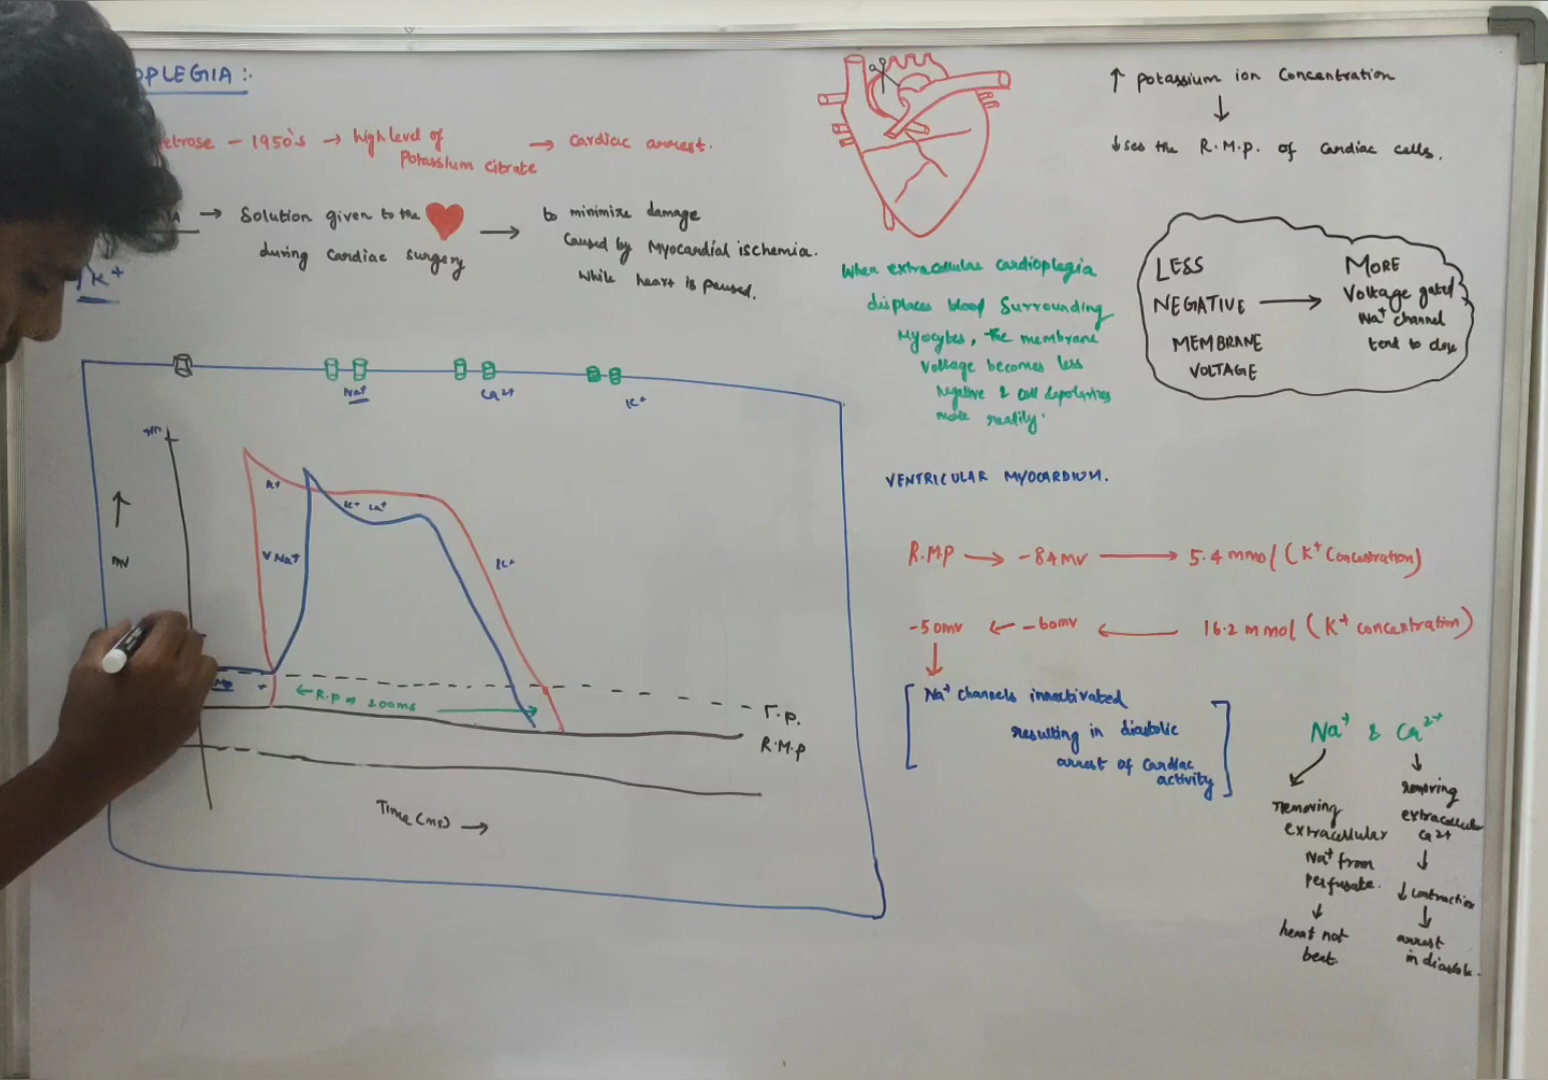 OPLEGIA :-
elrose – 1950's → high level of
Potassium Citrate → Cardiac arrest.
→ Solution given to the
during Cardiac surgery → to minimize damage
Caused by Myocardial ischemia.
While heart is paused.
K+
Na+
Ca2+
K+
mv
K+
K+ Ca+
Na+
K+
← R.p → 200ms
T.p.
R.M.p
Time (ms) →
↑ potassium ion Concentration
↓
↓ses the R.M.p. of Cardiac cells.
When extracellular cardioplegia
displaces blood Surrounding
Myocytes, the membrane
Voltage becomes less
Negative & cell depolarizes
more readily.
LESS
NEGATIVE →
MEMBRANE
VOLTAGE
MORE
Voltage gated
Na+ channel
tend to close
VENTRICULAR MYOCARDIUM.
R.M.P → -84mv → 5.4 mmol (K+ Concentration)
-50mv ← -60mv ← 16.2 mmol (K+ concentration)
↓
Na+ channels innactivated
resulting in diastolic
arrest of Cardiac
activity
Na+ & Ca2+
removing
extracellular
Na+ from
perfusate.
↓
heart not
beat.
removing
extracellular
Ca2+
↓
↓ Contraction
↓
arrest
in diastole.